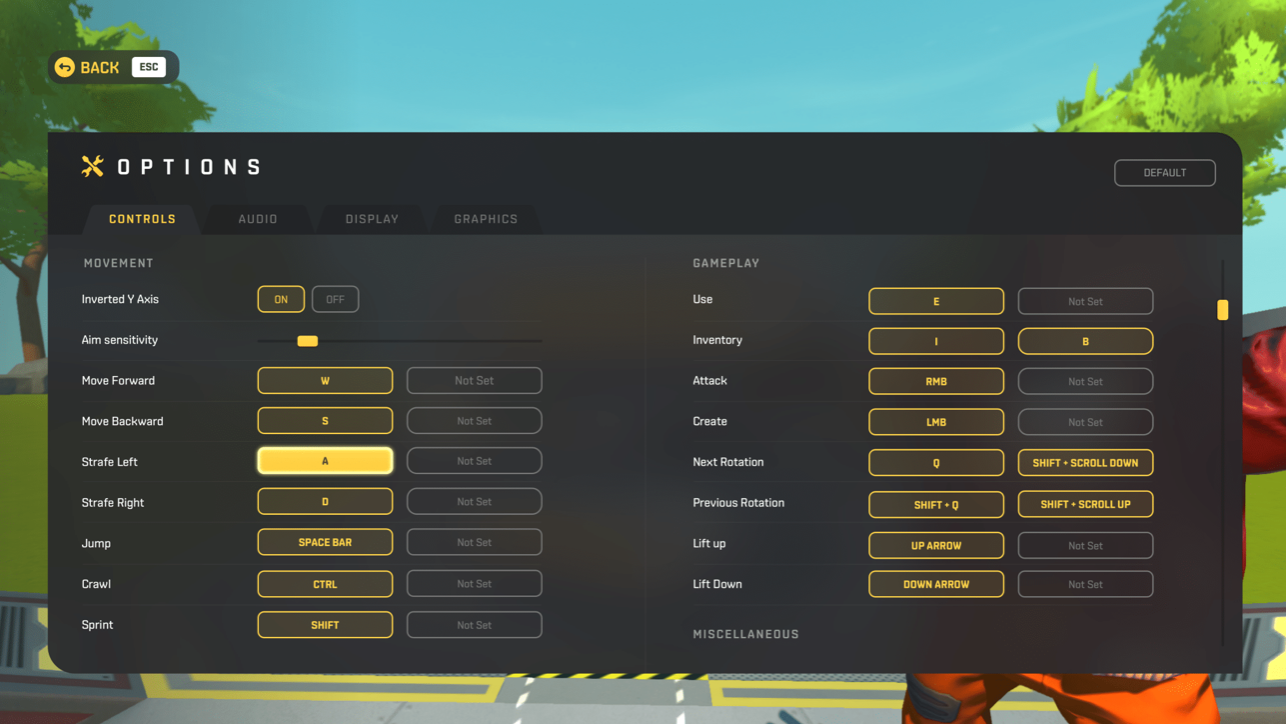 BACK ESC
OPTIONS
DEFAULT
CONTROLS AUDIO DISPLAY GRAPHICS
MOVEMENT
Inverted Y Axis ON OFF
Aim sensitivity
Move Forward W Not Set
Move Backward S Not Set
Strafe Left A Not Set
Strafe Right D Not Set
Jump SPACE BAR Not Set
Crawl CTRL Not Set
Sprint SHIFT Not Set
GAMEPLAY
Use E Not Set
Inventory I B
Attack RMB Not Set
Create LMB Not Set
Next Rotation Q SHIFT + SCROLL DOWN
Previous Rotation SHIFT + Q SHIFT + SCROLL UP
Lift up UP ARROW Not Set
Lift Down DOWN ARROW Not Set
MISCELLANEOUS